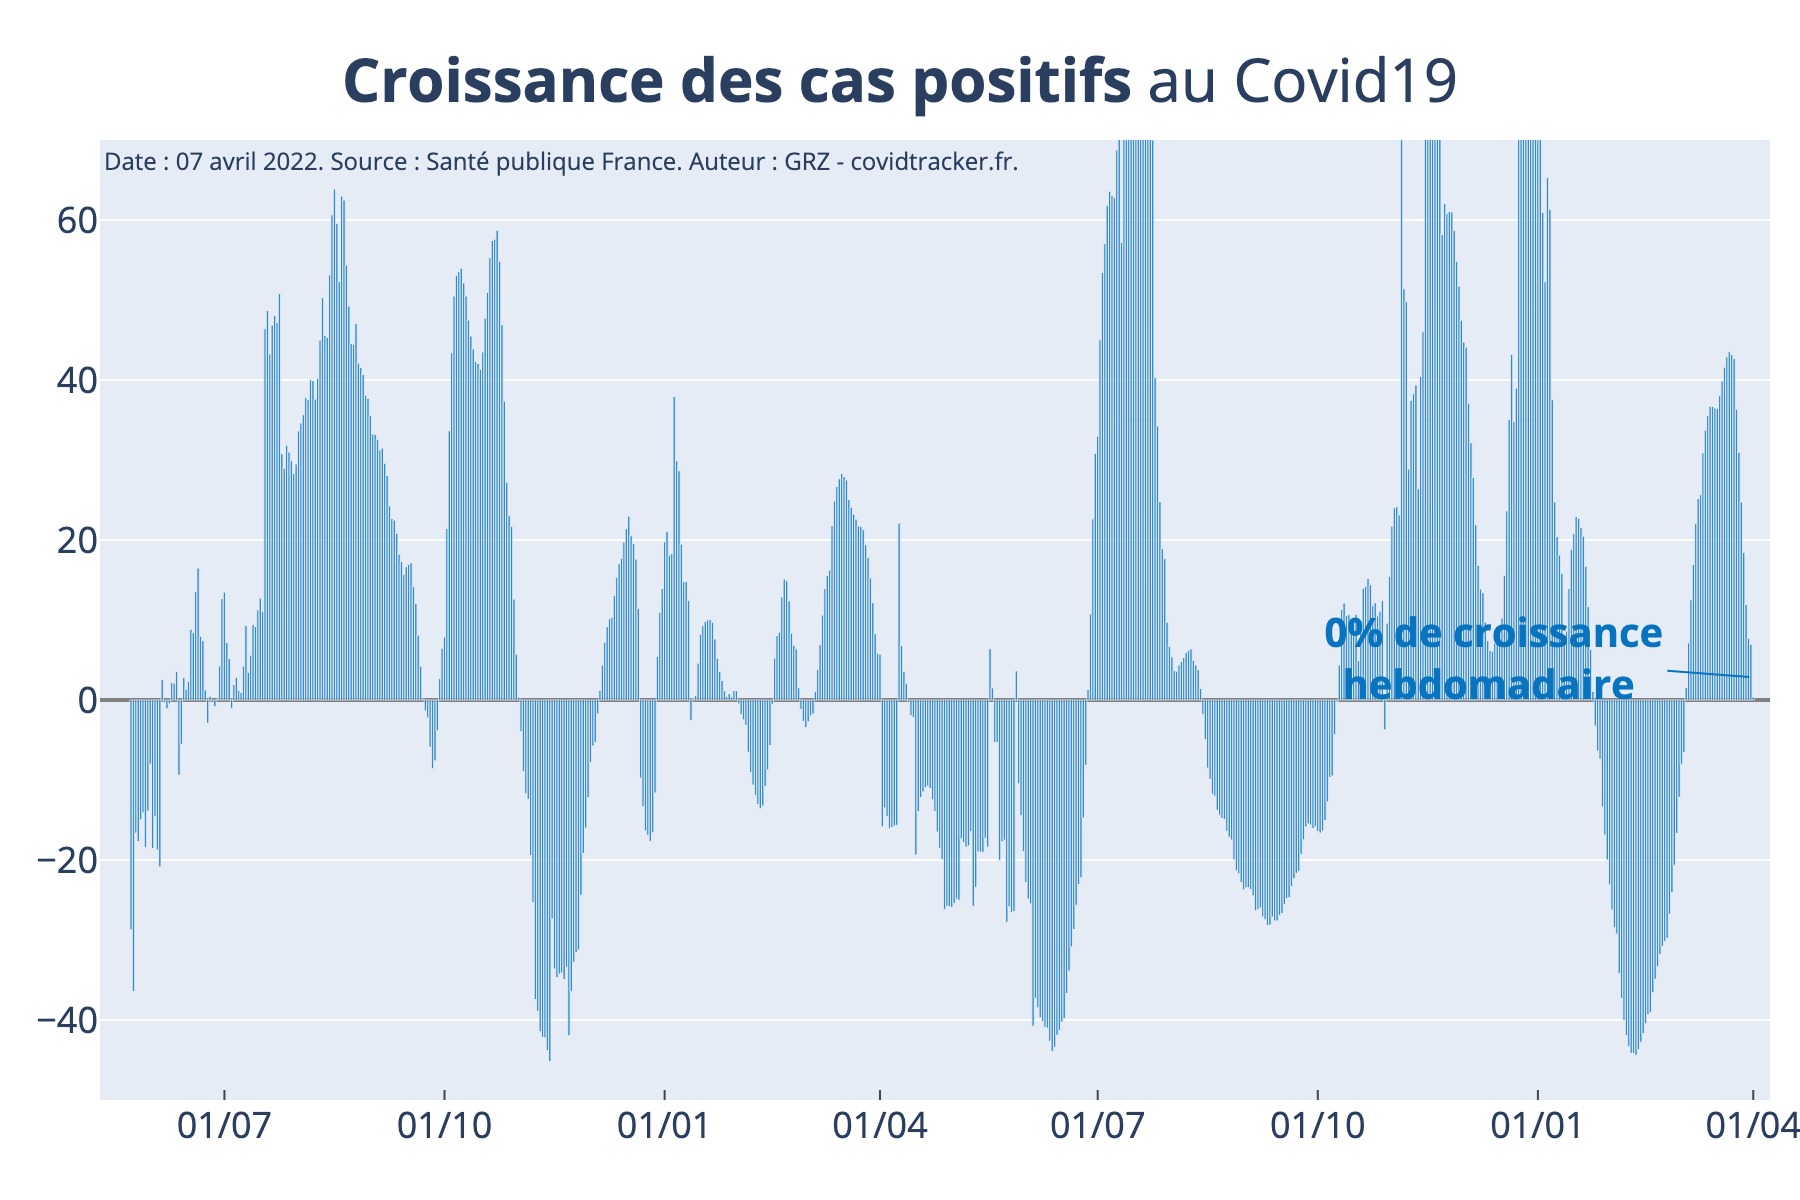 Croissance des cas positifs au Covid19
Date : 07 avril 2022. Source : Santé publique France. Auteur : GRZ - covidtracker.fr.
60
40
20
0% de croissance
hebdomadaire
0
−20
−40
01/07 01/10 01/01 01/04 01/07 01/10 01/01 01/04